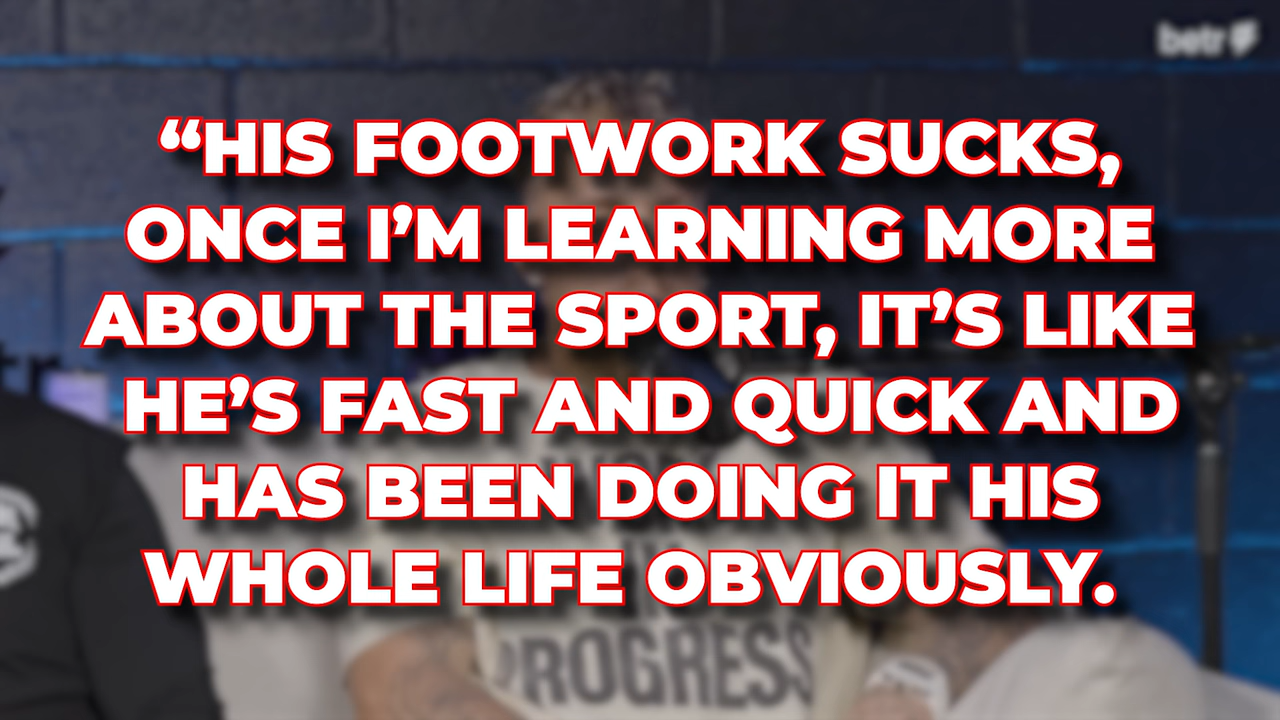 betr
“HIS FOOTWORK SUCKS,
ONCE I’M LEARNING MORE
ABOUT THE SPORT, IT’S LIKE
HE’S FAST AND QUICK AND
HAS BEEN DOING IT HIS
WHOLE LIFE OBVIOUSLY.
PROGRESS